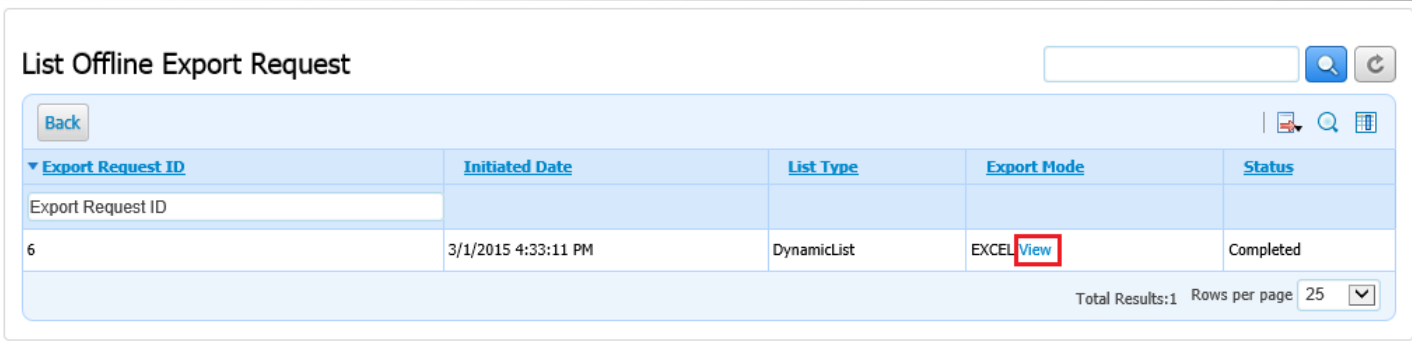 List Offline Export Request
Back
Export Request ID Initiated Date List Type Export Mode Status
Export Request ID
6 3/1/2015 4:33:11 PM DynamicList EXCEL View Completed
Total Results:1 Rows per page 25